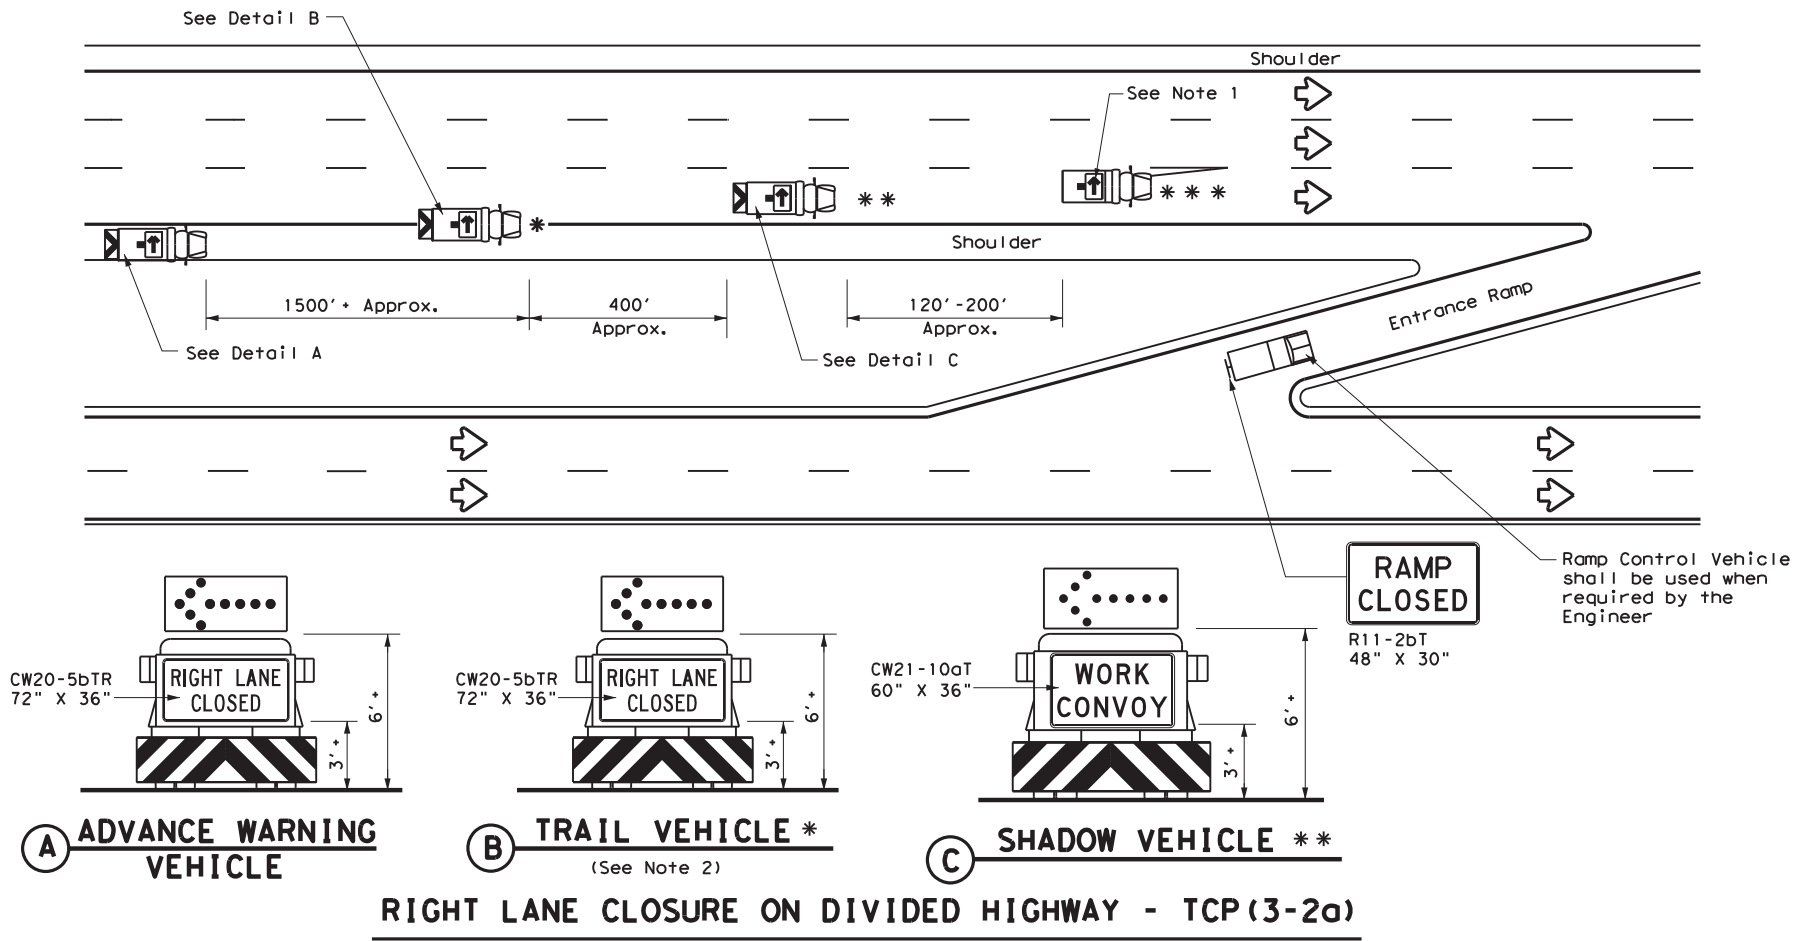 See Detail B
Shoulder
See Note 1
*
* *
* * *
Shoulder
1500'+ Approx.
400'
Approx.
120'-200'
Approx.
Entrance Ramp
See Detail A
See Detail C
RAMP
CLOSED
R11-2bT
48" X 30"
Ramp Control Vehicle
shall be used when
required by the
Engineer
CW20-5bTR
72" X 36"
RIGHT LANE
CLOSED
6'+
3'+
CW20-5bTR
72" X 36"
RIGHT LANE
CLOSED
6'+
3'+
CW21-10aT
60" X 36"
WORK
CONVOY
6'+
3'+
A ADVANCE WARNING
VEHICLE
B TRAIL VEHICLE *
(See Note 2)
C SHADOW VEHICLE * *
RIGHT LANE CLOSURE ON DIVIDED HIGHWAY - TCP(3-2a)